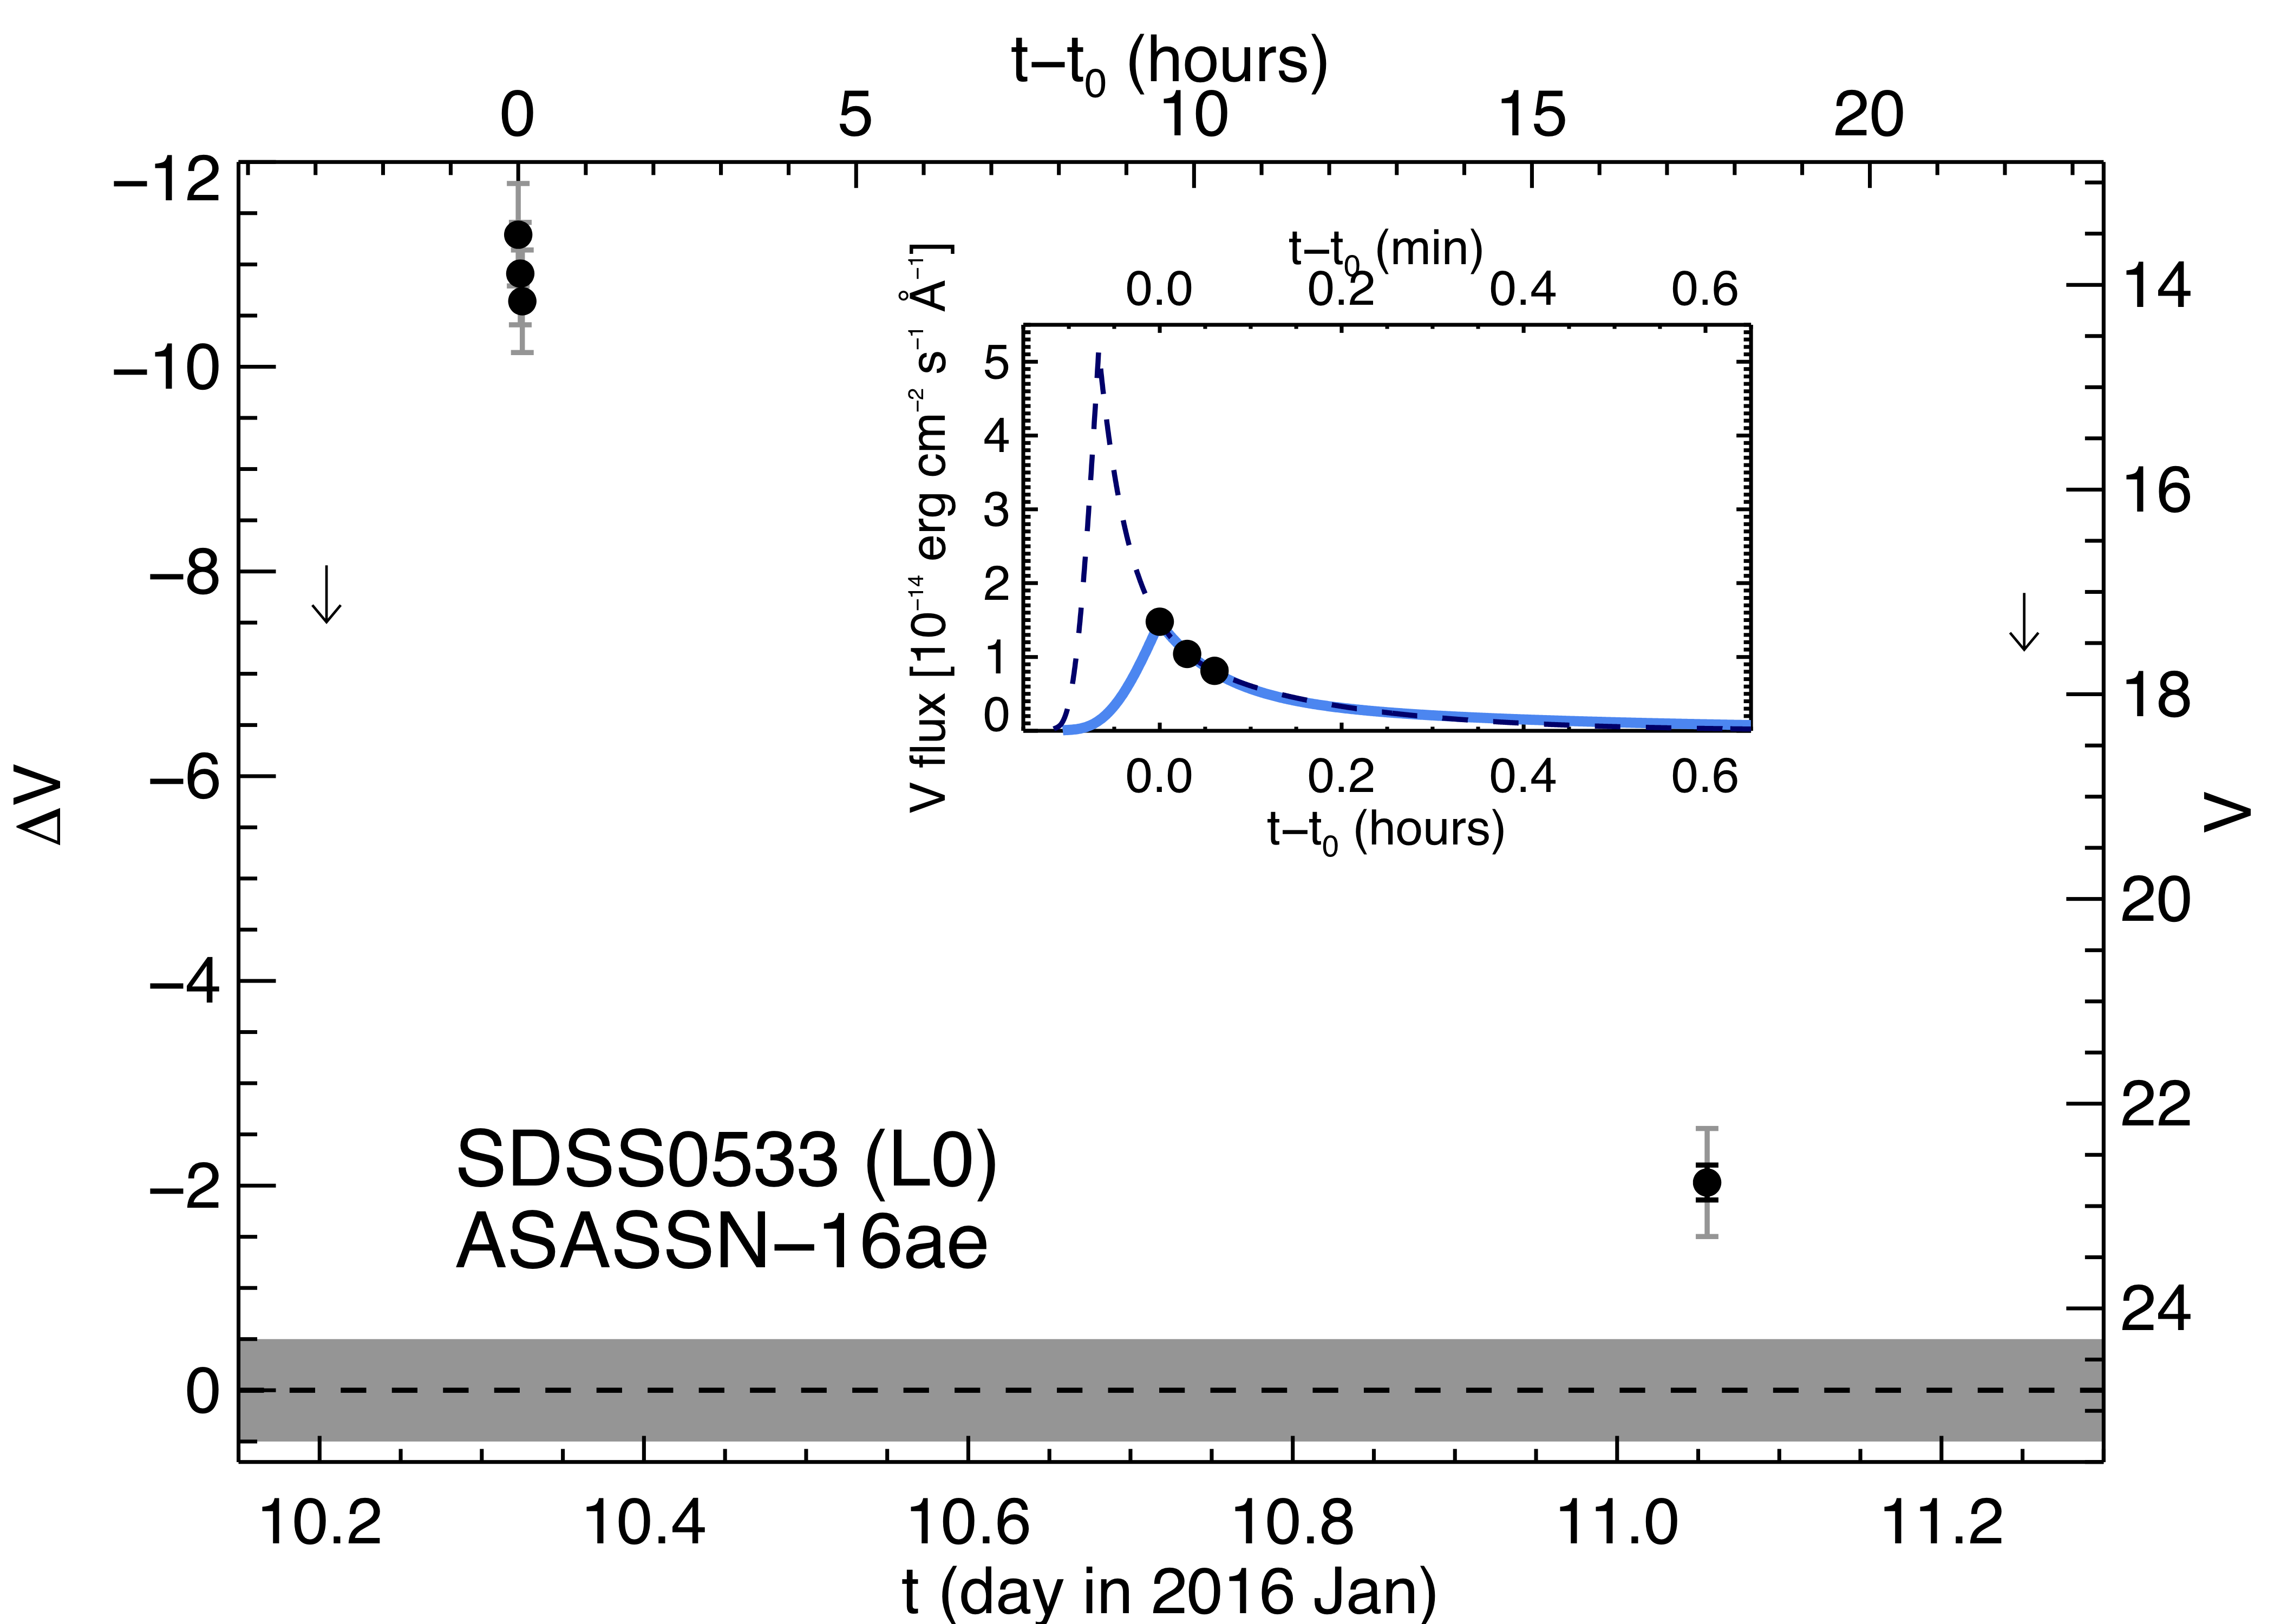 t−t0 (hours)
0 5 10 15 20
−12
−10
−8
−6
−4
−2
0
ΔV
14
16
18
20
22
24
V
t−t0 (min)
0.0 0.2 0.4 0.6
V flux [10−14 erg cm−2 s−1 Å−1]
5
4
3
2
1
0
0.0 0.2 0.4 0.6
t−t0 (hours)
SDSS0533 (L0)
ASASSN−16ae
10.2 10.4 10.6 10.8 11.0 11.2
t (day in 2016 Jan)